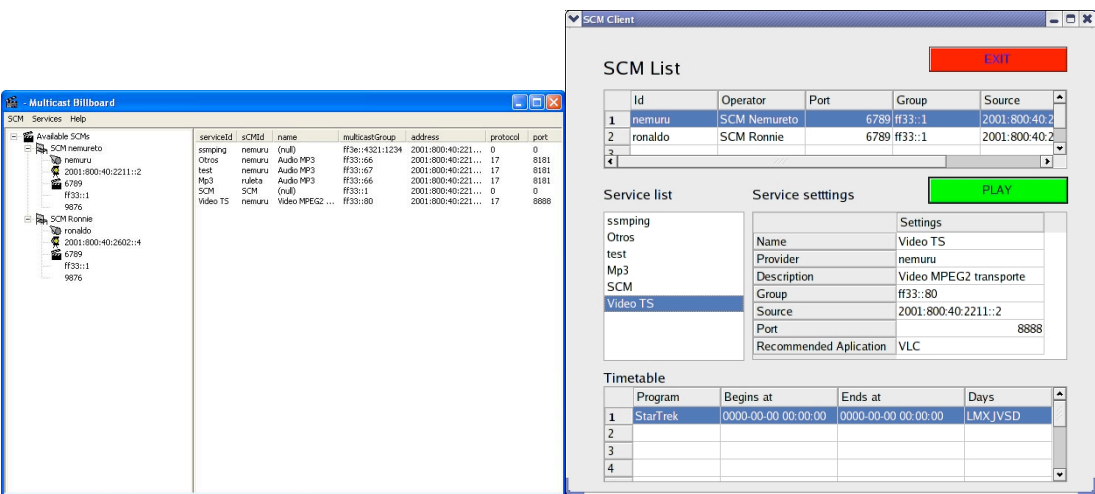 - Multicast Billboard
SCM Services Help
Available SCMs
SCM nemureto
nemuru
2001:800:40:2211::2
6789
ff33::1
9876
SCM Ronnie
ronaldo
2001:800:40:2602::4
6789
ff33::1
9876
serviceId sCMId name multicastGroup address protocol port
ssmping nemuru (null) ff3e::4321:1234 2001:800:40:221... 0 0
Otros nemuru Audio MP3 ff33::66 2001:800:40:221... 17 8181
test nemuru Audio MP3 ff33::67 2001:800:40:221... 17 8181
Mp3 ruleta Audio MP3 ff33::66 2001:800:40:221... 17 8181
SCM SCM (null) ff33::1 2001:800:40:221... 0 0
Video TS nemuru Video MPEG2 ... ff33::80 2001:800:40:221... 17 8888
SCM Client
EXIT
SCM List
Id Operator Port Group Source
1 nemuru SCM Nemureto 6789 ff33::1 2001:800:40:2
2 ronaldo SCM Ronnie 6789 ff33::1 2001:800:40:2
3
Service list
Service setttings
PLAY
ssmping
Otros
test
Mp3
SCM
Video TS
Settings
Name Video TS
Provider nemuru
Description Video MPEG2 transporte
Group ff33::80
Source 2001:800:40:2211::2
Port 8888
Recommended Aplication VLC
Timetable
Program Begins at Ends at Days
1 StarTrek 0000-00-00 00:00:00 0000-00-00 00:00:00 LMXJVSD
2
3
4